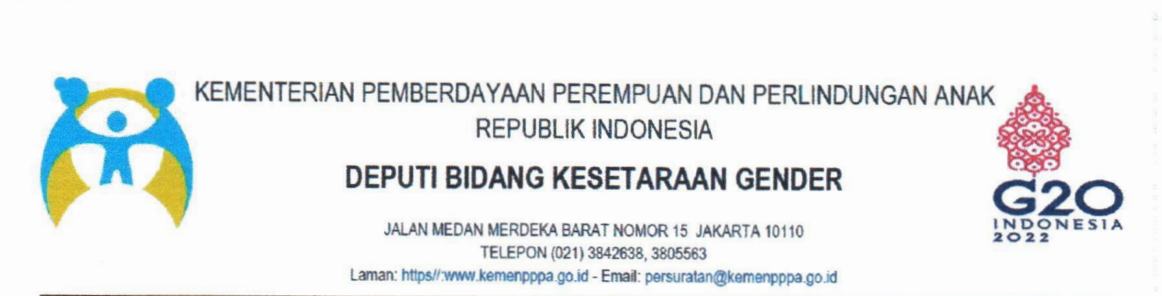 KEMENTERIAN PEMBERDAYAAN PEREMPUAN DAN PERLINDUNGAN ANAK
REPUBLIK INDONESIA
DEPUTI BIDANG KESETARAAN GENDER
JALAN MEDAN MERDEKA BARAT NOMOR 15 JAKARTA 10110
TELEPON (021) 3842638, 3805563
Laman: https//:www.kemenpppa.go.id - Email: persuratan@kemenpppa.go.id
G20
INDONESIA
2022